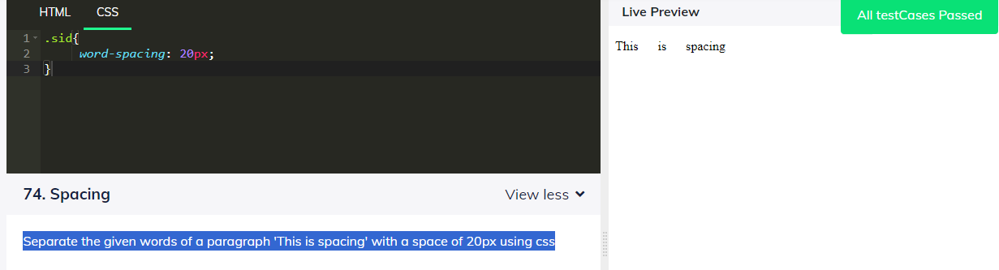 HTML CSS
1 .sid{
2 word-spacing: 20px;
3 }
74. Spacing View less
Separate the given words of a paragraph 'This is spacing' with a space of 20px using css
Live Preview
All testCases Passed
This is spacing